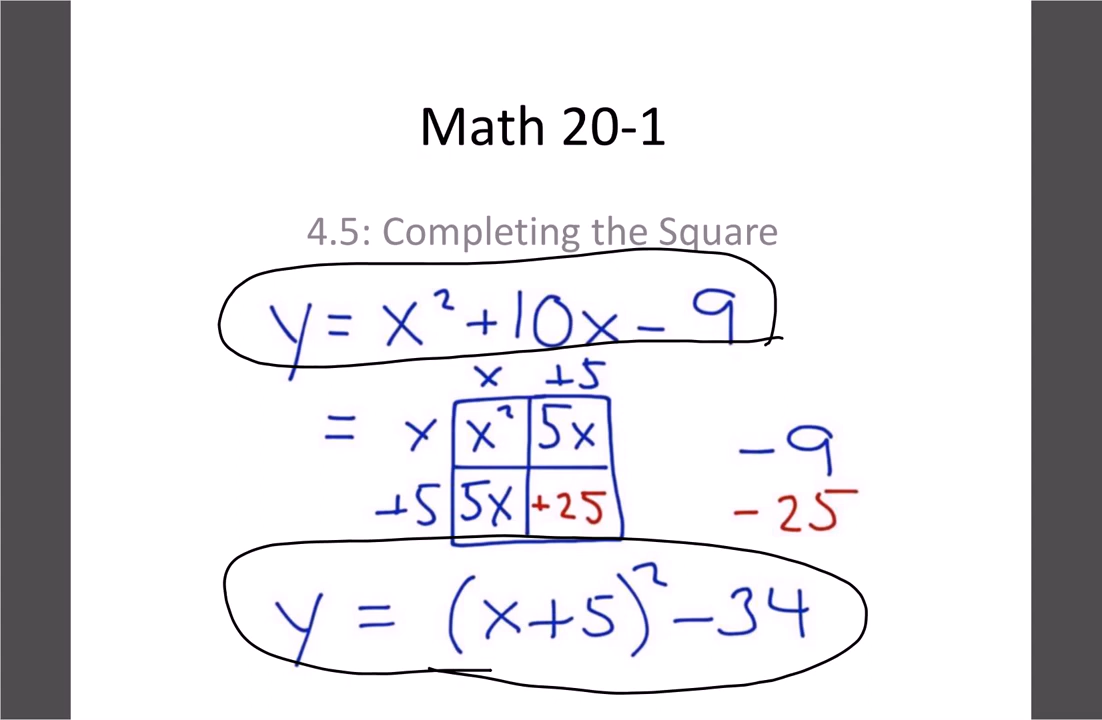 Math 20-1
4.5: Completing the Square
y = x² + 10x - 9
x +5
= x x² 5x - 9
+5 5x +25 - 25
y = (x+5)² - 34